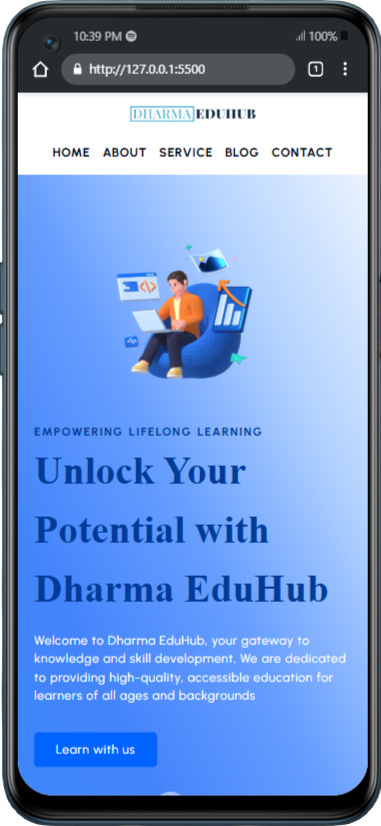 10:39 PM 100%
http://127.0.0.1:5500 1
DHARMA EDUHUB
HOME ABOUT SERVICE BLOG CONTACT
EMPOWERING LIFELONG LEARNING
Unlock Your
Potential with
Dharma EduHub
Welcome to Dharma EduHub, your gateway to
knowledge and skill development. We are dedicated
to providing high-quality, accessible education for
learners of all ages and backgrounds
Learn with us